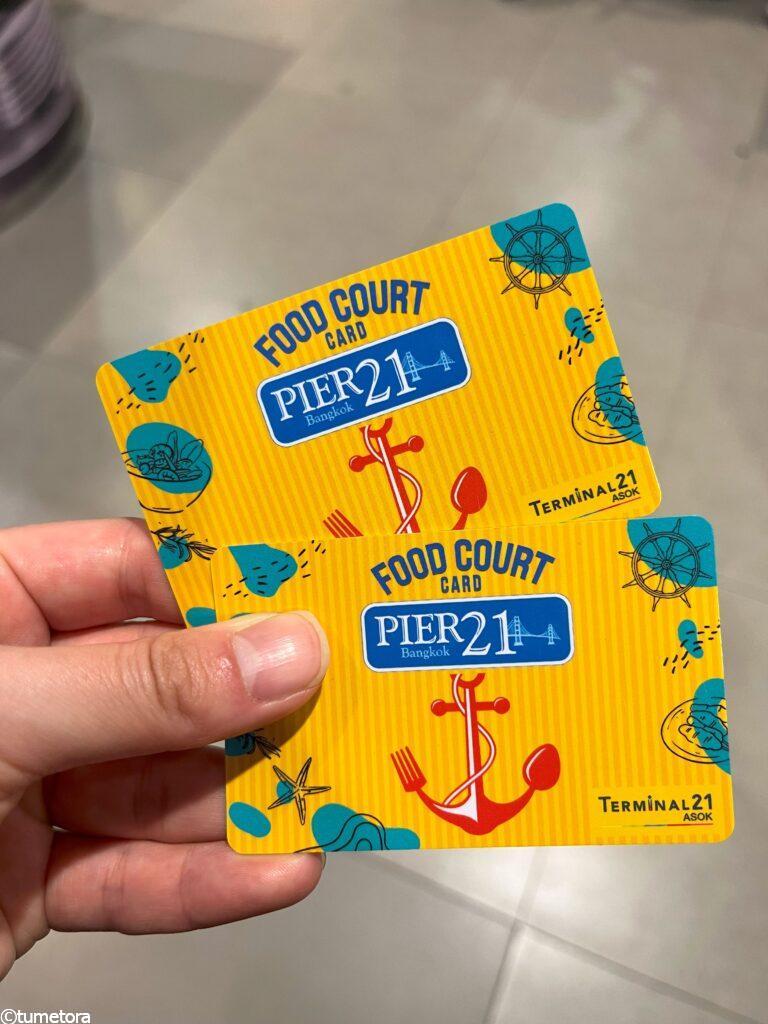 FOOD COURT
CARD
PIER21
Bangkok
TERMiNAL21
ASOK
FOOD COURT
CARD
PIER21
Bangkok
TERMiNAL21
ASOK
©tumetora